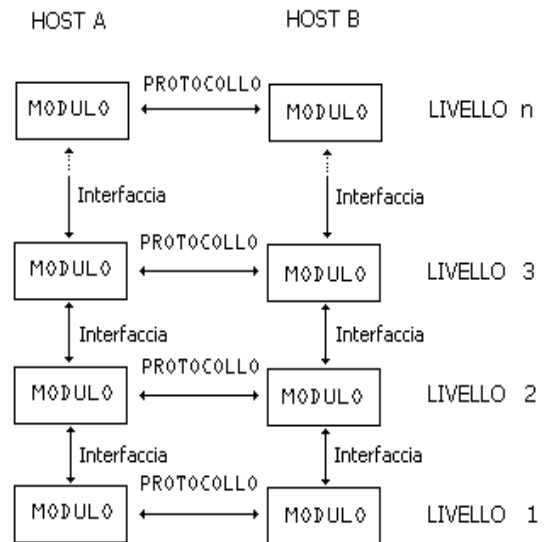 HOST A HOST B
PROTOCOLLO
MODULO MODULO LIVELLO n
Interfaccia Interfaccia
PROTOCOLLO
MODULO MODULO LIVELLO 3
Interfaccia Interfaccia
PROTOCOLLO
MODULO MODULO LIVELLO 2
Interfaccia Interfaccia
PROTOCOLLO
MODULO MODULO LIVELLO 1